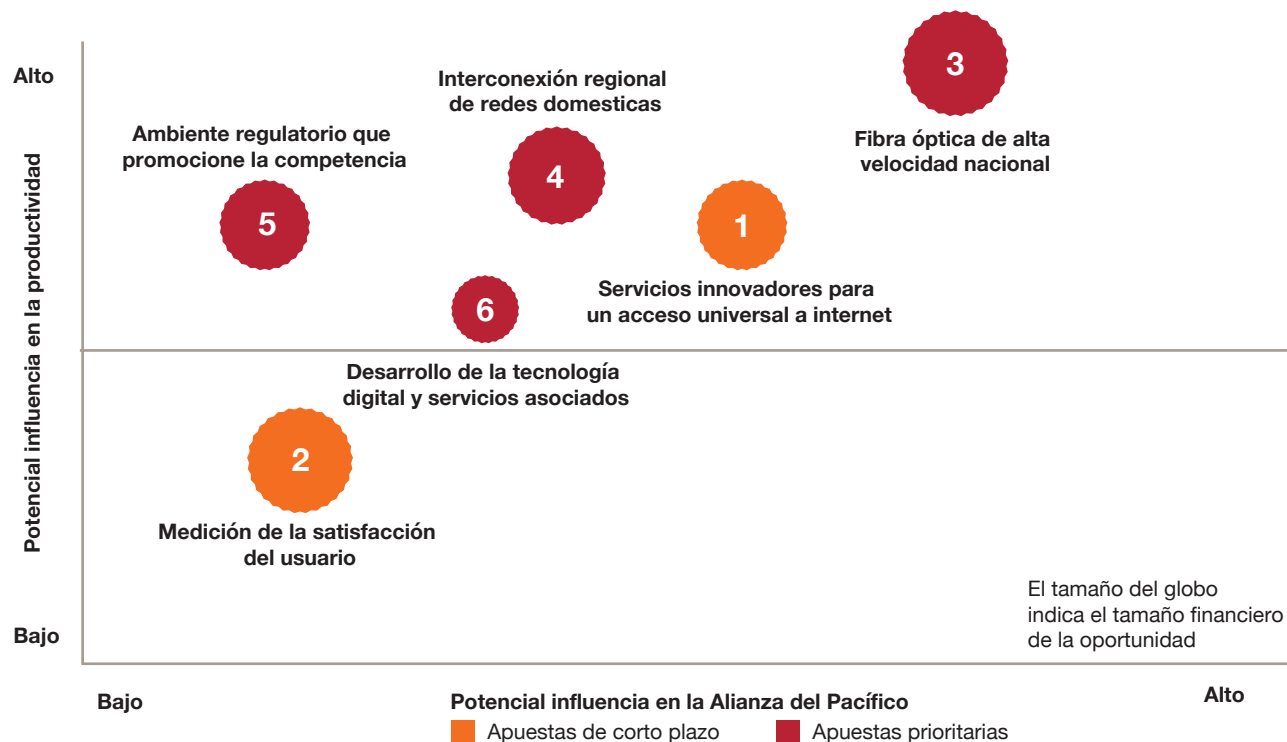 Potencial influencia en la productividad
Alto
Bajo
3
Fibra óptica de alta
velocidad nacional
Interconexión regional
de redes domesticas
4
Ambiente regulatorio que
promocione la competencia
5
1
Servicios innovadores para
un acceso universal a internet
6
Desarrollo de la tecnología
digital y servicios asociados
2
Medición de la satisfacción
del usuario
El tamaño del globo
indica el tamaño financiero
de la oportunidad
Bajo
Potencial influencia en la Alianza del Pacífico
Alto
Apuestas de corto plazo
Apuestas prioritarias